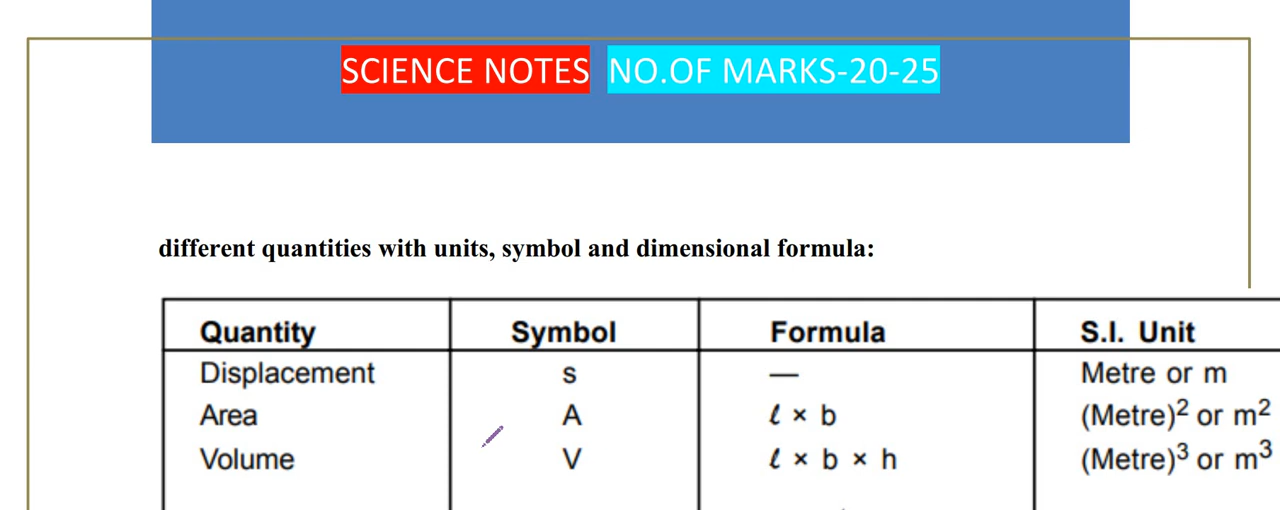 SCIENCE NOTES NO.OF MARKS-20-25
different quantities with units, symbol and dimensional formula:
Quantity Symbol Formula S.I. Unit
Displacement s — Metre or m
Area A ℓ × b (Metre)² or m²
Volume V ℓ × b × h (Metre)³ or m³